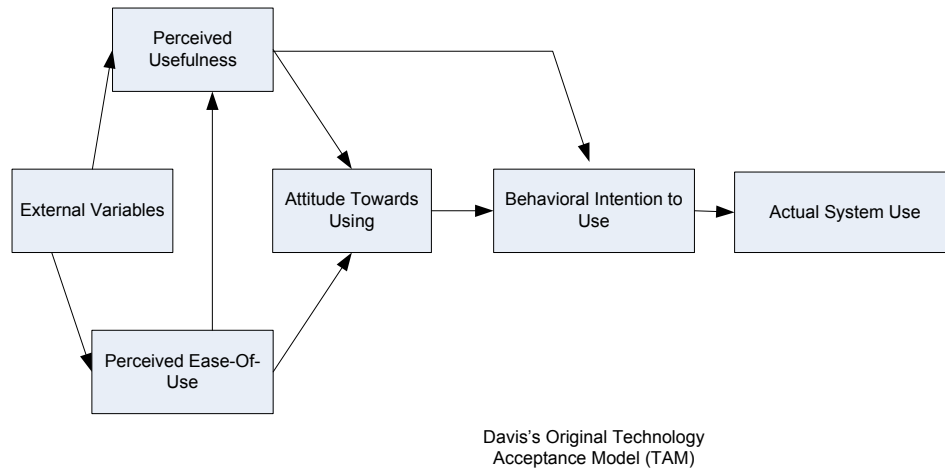 Perceived
Usefulness
External Variables
Attitude Towards
Using
Behavioral Intention to
Use
Actual System Use
Perceived Ease-Of-
Use
Davis's Original Technology
Acceptance Model (TAM)